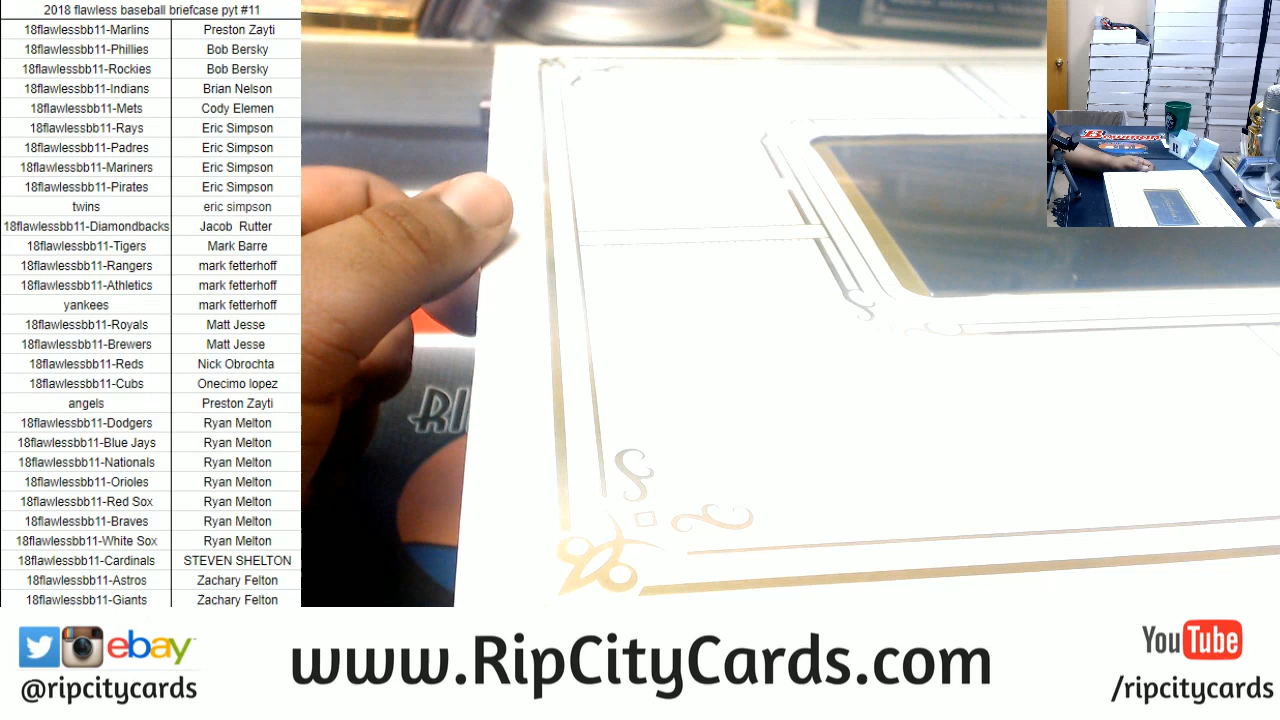 2018 flawless baseball briefcase pyt #11
18flawlessbb11-Marlins Preston Zayti
18flawlessbb11-Phillies Bob Bersky
18flawlessbb11-Rockies Bob Bersky
18flawlessbb11-Indians Brian Nelson
18flawlessbb11-Mets Cody Elemen
18flawlessbb11-Rays Eric Simpson
18flawlessbb11-Padres Eric Simpson
18flawlessbb11-Mariners Eric Simpson
18flawlessbb11-Pirates Eric Simpson
twins eric simpson
18flawlessbb11-Diamondbacks Jacob Rutter
18flawlessbb11-Tigers Mark Barre
18flawlessbb11-Rangers mark fetterhoff
18flawlessbb11-Athletics mark fetterhoff
yankees mark fetterhoff
18flawlessbb11-Royals Matt Jesse
18flawlessbb11-Brewers Matt Jesse
18flawlessbb11-Reds Nick Obrochta
18flawlessbb11-Cubs Onecimo lopez
angels Preston Zayti
18flawlessbb11-Dodgers Ryan Melton
18flawlessbb11-Blue Jays Ryan Melton
18flawlessbb11-Nationals Ryan Melton
18flawlessbb11-Orioles Ryan Melton
18flawlessbb11-Red Sox Ryan Melton
18flawlessbb11-Braves Ryan Melton
18flawlessbb11-White Sox Ryan Melton
18flawlessbb11-Cardinals STEVEN SHELTON
18flawlessbb11-Astros Zachary Felton
18flawlessbb11-Giants Zachary Felton
Bowman
RI
ebay
@ripcitycards
www.RipCityCards.com
YouTube
/ripcitycards